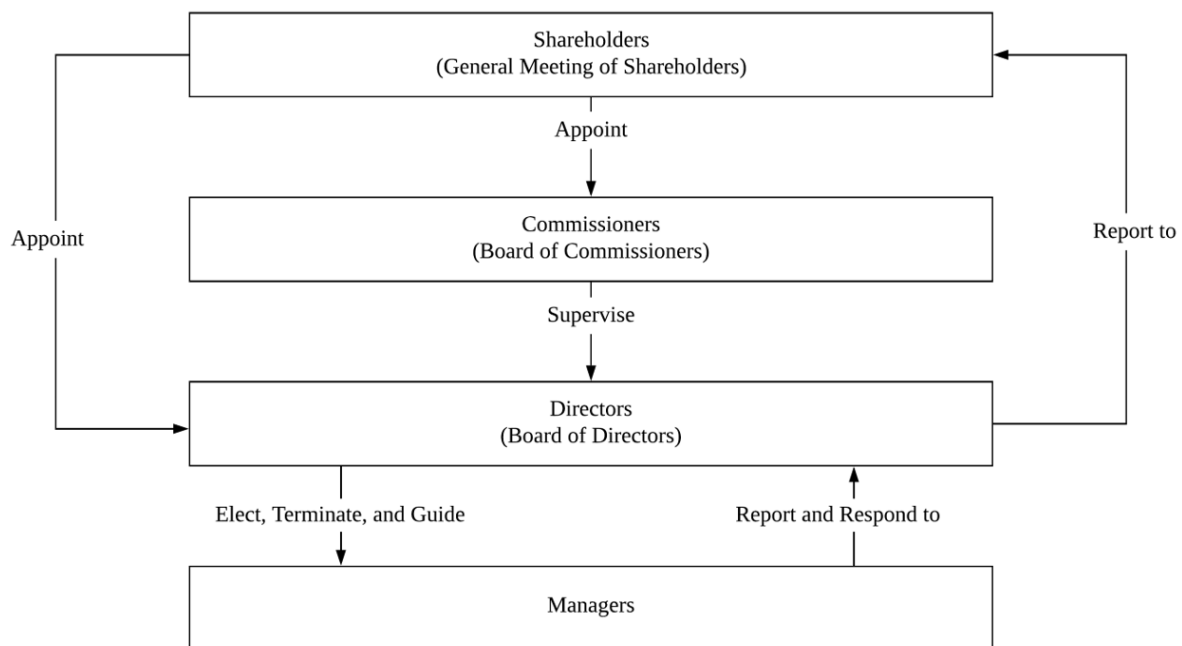 Shareholders
(General Meeting of Shareholders)
Appoint
Commissioners
(Board of Commissioners)
Appoint
Report to
Supervise
Directors
(Board of Directors)
Elect, Terminate, and Guide
Report and Respond to
Managers